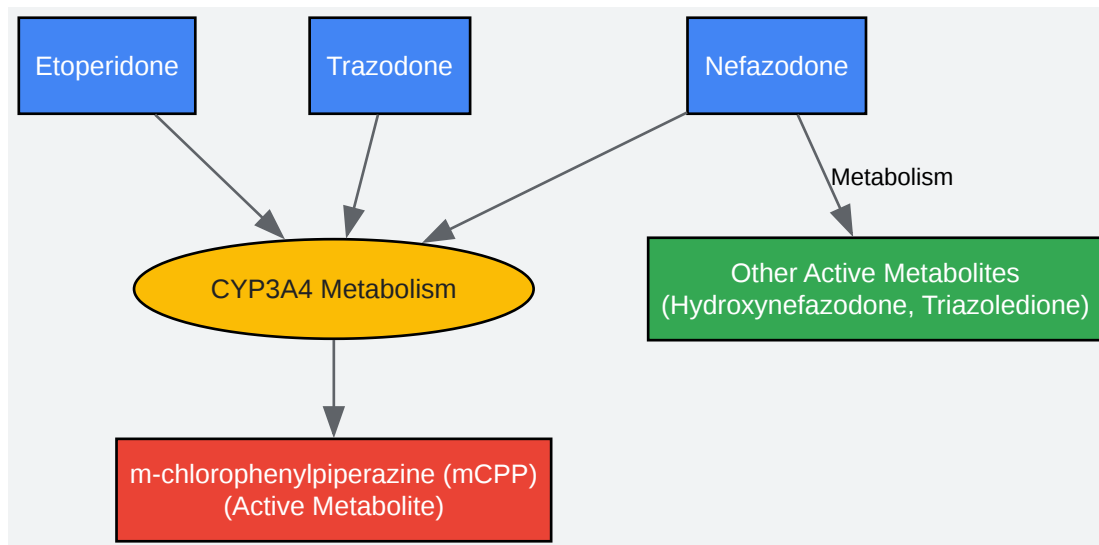 Etoperidone
Trazodone
Nefazodone
Metabolism
CYP3A4 Metabolism
Other Active Metabolites
(Hydroxynefazodone, Triazoledione)
m-chlorophenylpiperazine (mCPP)
(Active Metabolite)